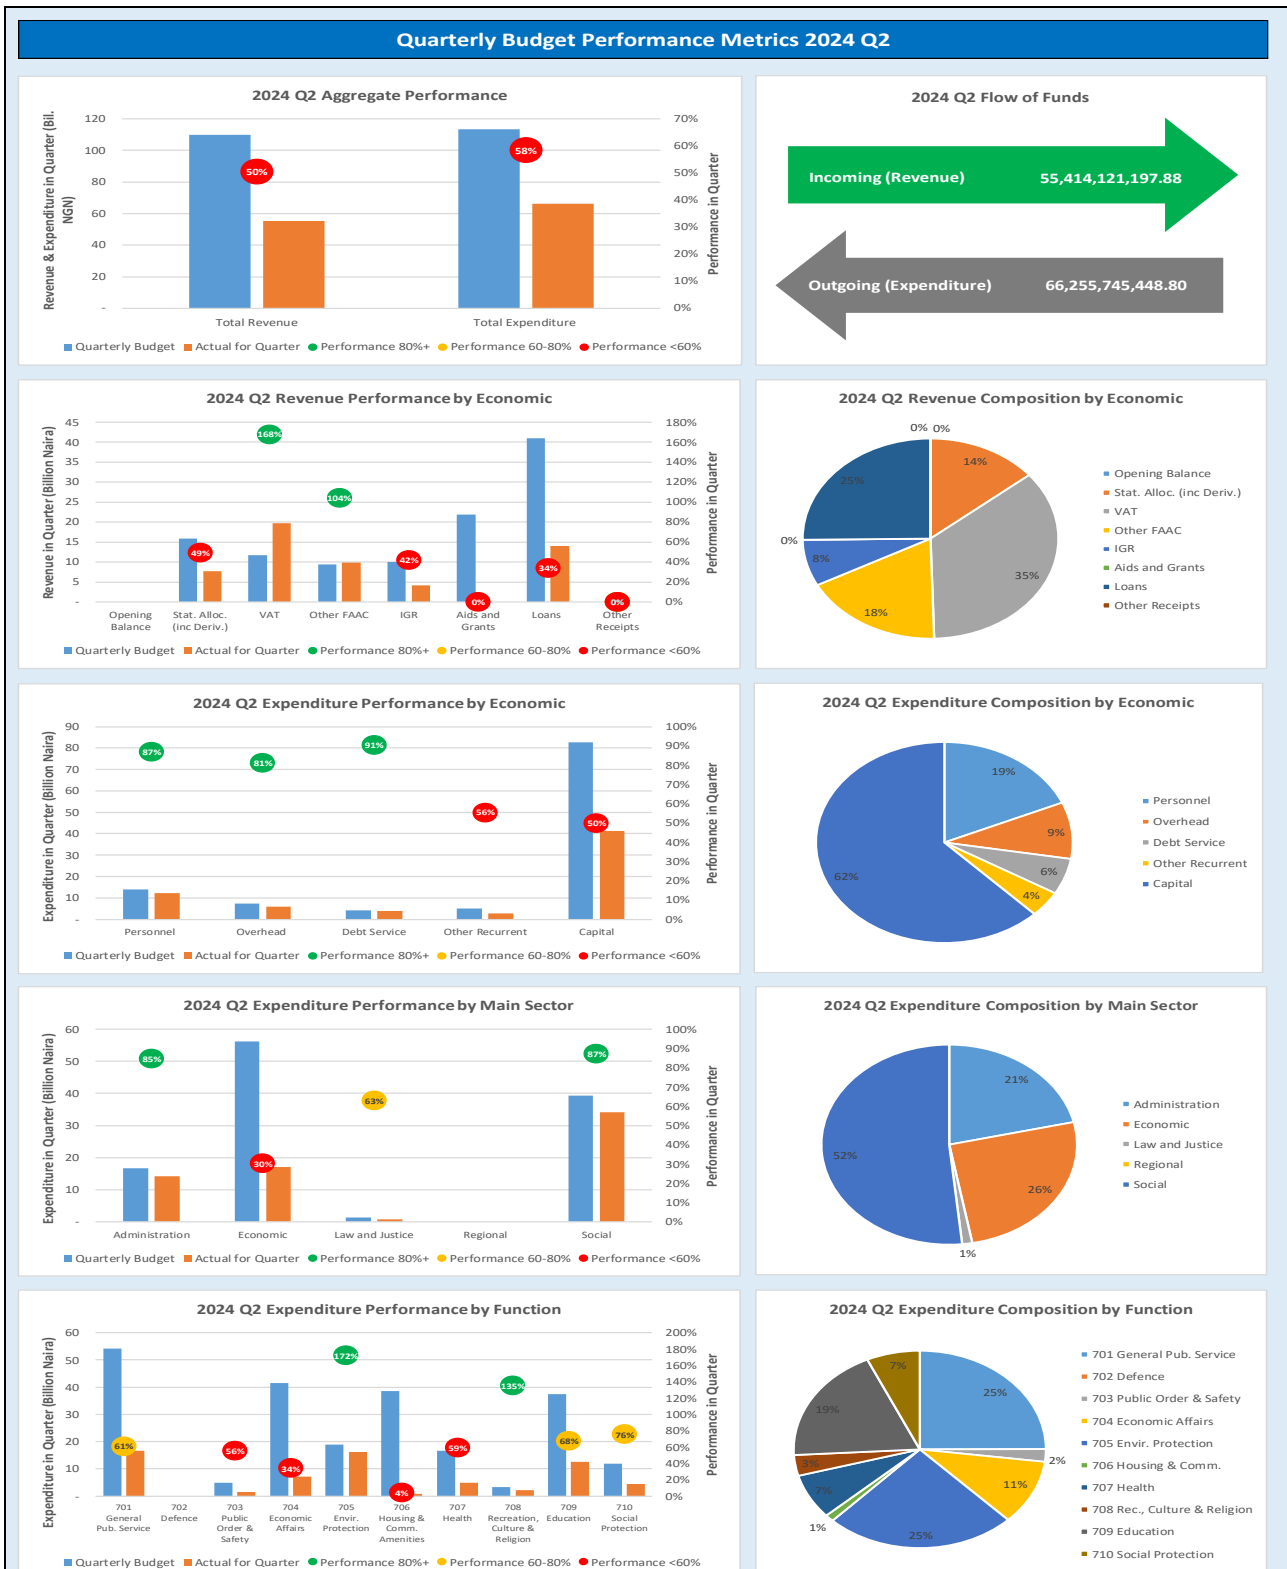 Quarterly Budget Performance Metrics 2024 Q2
2024 Q2 Aggregate Performance
Revenue & Expenditure in Quarter (Bil. NGN)
120
100
80
60
40
20
-
70%
60%
50%
40%
30%
20%
10%
0%
Performance in Quarter
50%
58%
Total Revenue
Total Expenditure
Quarterly Budget
Actual for Quarter
Performance 80%+
Performance 60-80%
Performance <60%
2024 Q2 Flow of Funds
Incoming (Revenue) 55,414,121,197.88
Outgoing (Expenditure) 66,255,745,448.80
2024 Q2 Revenue Performance by Economic
Revenue in Quarter (Billion Naira)
45
40
35
30
25
20
15
10
5
-
180%
160%
140%
120%
100%
80%
60%
40%
20%
0%
Performance in Quarter
49%
168%
104%
42%
0%
34%
0%
Opening Balance
Stat. Alloc. (inc Deriv.)
VAT
Other FAAC
IGR
Aids and Grants
Loans
Other Receipts
Quarterly Budget
Actual for Quarter
Performance 80%+
Performance 60-80%
Performance <60%
2024 Q2 Revenue Composition by Economic
0%
0%
14%
35%
18%
8%
0%
25%
Opening Balance
Stat. Alloc. (inc Deriv.)
VAT
Other FAAC
IGR
Aids and Grants
Loans
Other Receipts
2024 Q2 Expenditure Performance by Economic
Expenditure in Quarter (Billion Naira)
90
80
70
60
50
40
30
20
10
-
100%
90%
80%
70%
60%
50%
40%
30%
20%
10%
0%
Performance in Quarter
87%
81%
91%
56%
50%
Personnel
Overhead
Debt Service
Other Recurrent
Capital
Quarterly Budget
Actual for Quarter
Performance 80%+
Performance 60-80%
Performance <60%
2024 Q2 Expenditure Composition by Economic
19%
9%
6%
4%
62%
Personnel
Overhead
Debt Service
Other Recurrent
Capital
2024 Q2 Expenditure Performance by Main Sector
Expenditure in Quarter (Billion Naira)
60
50
40
30
20
10
-
100%
90%
80%
70%
60%
50%
40%
30%
20%
10%
0%
Performance in Quarter
85%
30%
63%
87%
Administration
Economic
Law and Justice
Regional
Social
Quarterly Budget
Actual for Quarter
Performance 80%+
Performance 60-80%
Performance <60%
2024 Q2 Expenditure Composition by Main Sector
21%
26%
1%
52%
Administration
Economic
Law and Justice
Regional
Social
2024 Q2 Expenditure Performance by Function
Expenditure in Quarter (Billion Naira)
60
50
40
30
20
10
-
200%
180%
160%
140%
120%
100%
80%
60%
40%
20%
0%
Performance in Quarter
61%
56%
34%
172%
4%
59%
135%
68%
76%
701 General Pub. Service
702 Defence
703 Public Order & Safety
704 Economic Affairs
705 Envir. Protection
706 Housing & Comm. Amenities
707 Health
708 Recreation, Culture & Religion
709 Education
710 Social Protection
Quarterly Budget
Actual for Quarter
Performance 80%+
Performance 60-80%
Performance <60%
2024 Q2 Expenditure Composition by Function
25%
2%
11%
25%
1%
7%
3%
19%
7%
701 General Pub. Service
702 Defence
703 Public Order & Safety
704 Economic Affairs
705 Envir. Protection
706 Housing & Comm.
707 Health
708 Rec., Culture & Religion
709 Education
710 Social Protection